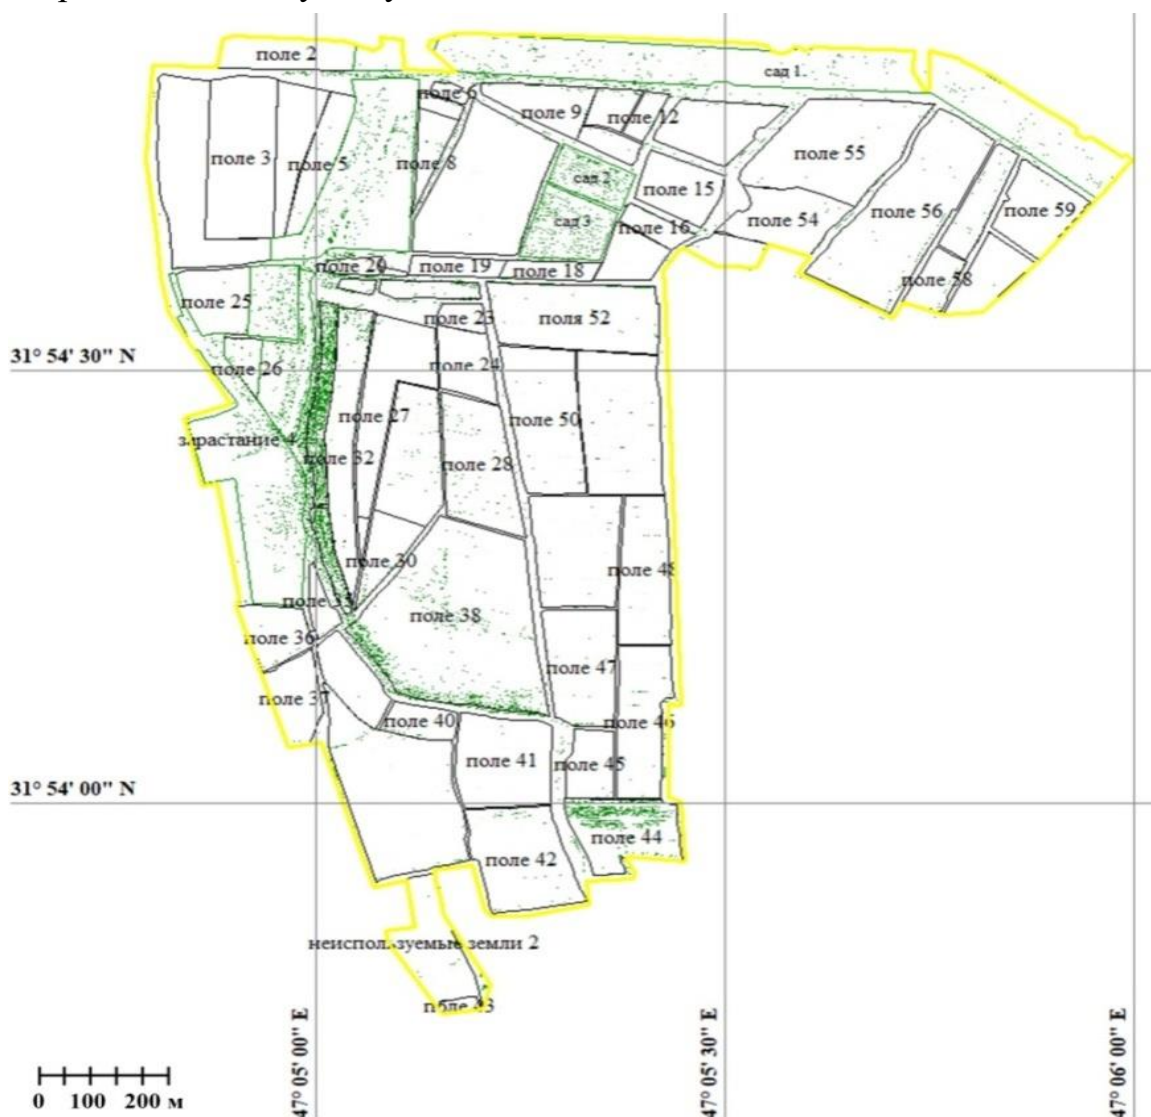 поле 2
сад 1.
поле 6
поле 9
поле 12
поле 3
поле 5
поле 8
поле 55
сад 2
поле 15
сад 3
поле 16
поле 54
поле 56
поле 59
поле 20
поле 19
поле 18
поле 58
поле 25
поле 23
поля 52
31° 54' 30" N
поле 26
поле 24
поле 27
поле 50
зарастание 4
поле 32
поле 28
поле 30
поле 48
поле 33
поле 38
поле 36
поле 47
поле 37
поле 40
поле 46
поле 41
поле 45
31° 54' 00" N
поле 44
поле 42
неиспользуемые земли 2
поле 43
47° 05' 00" E
47° 05' 30" E
47° 06' 00" E
0 100 200 м